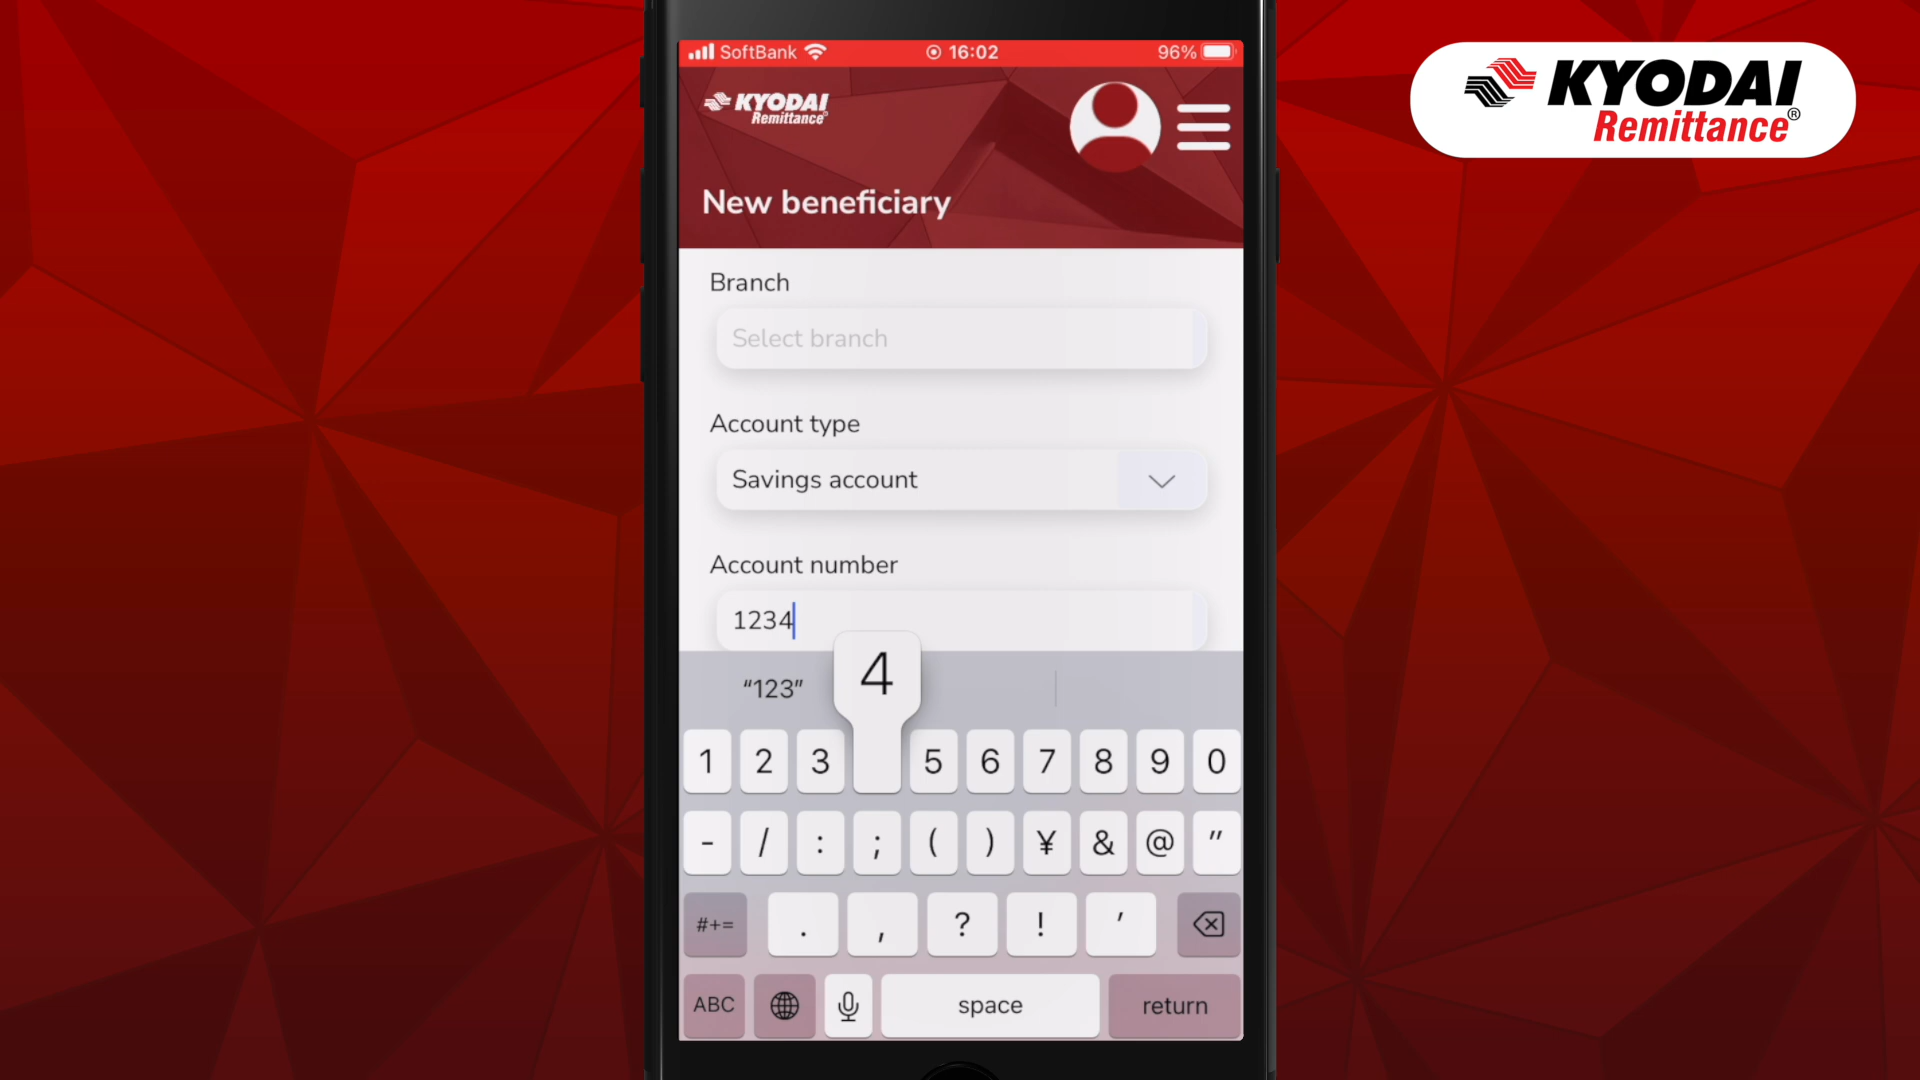 SoftBank
16:02
96%
KYODAI
Remittance®
KYODAI
Remittance®
New beneficiary
Branch
Select branch
Account type
Savings account
Account number
1234
“123”
4
1 2 3 5 6 7 8 9 0
- / : ; ( ) ¥ & @ "
#+= . , ? ! '
ABC space return